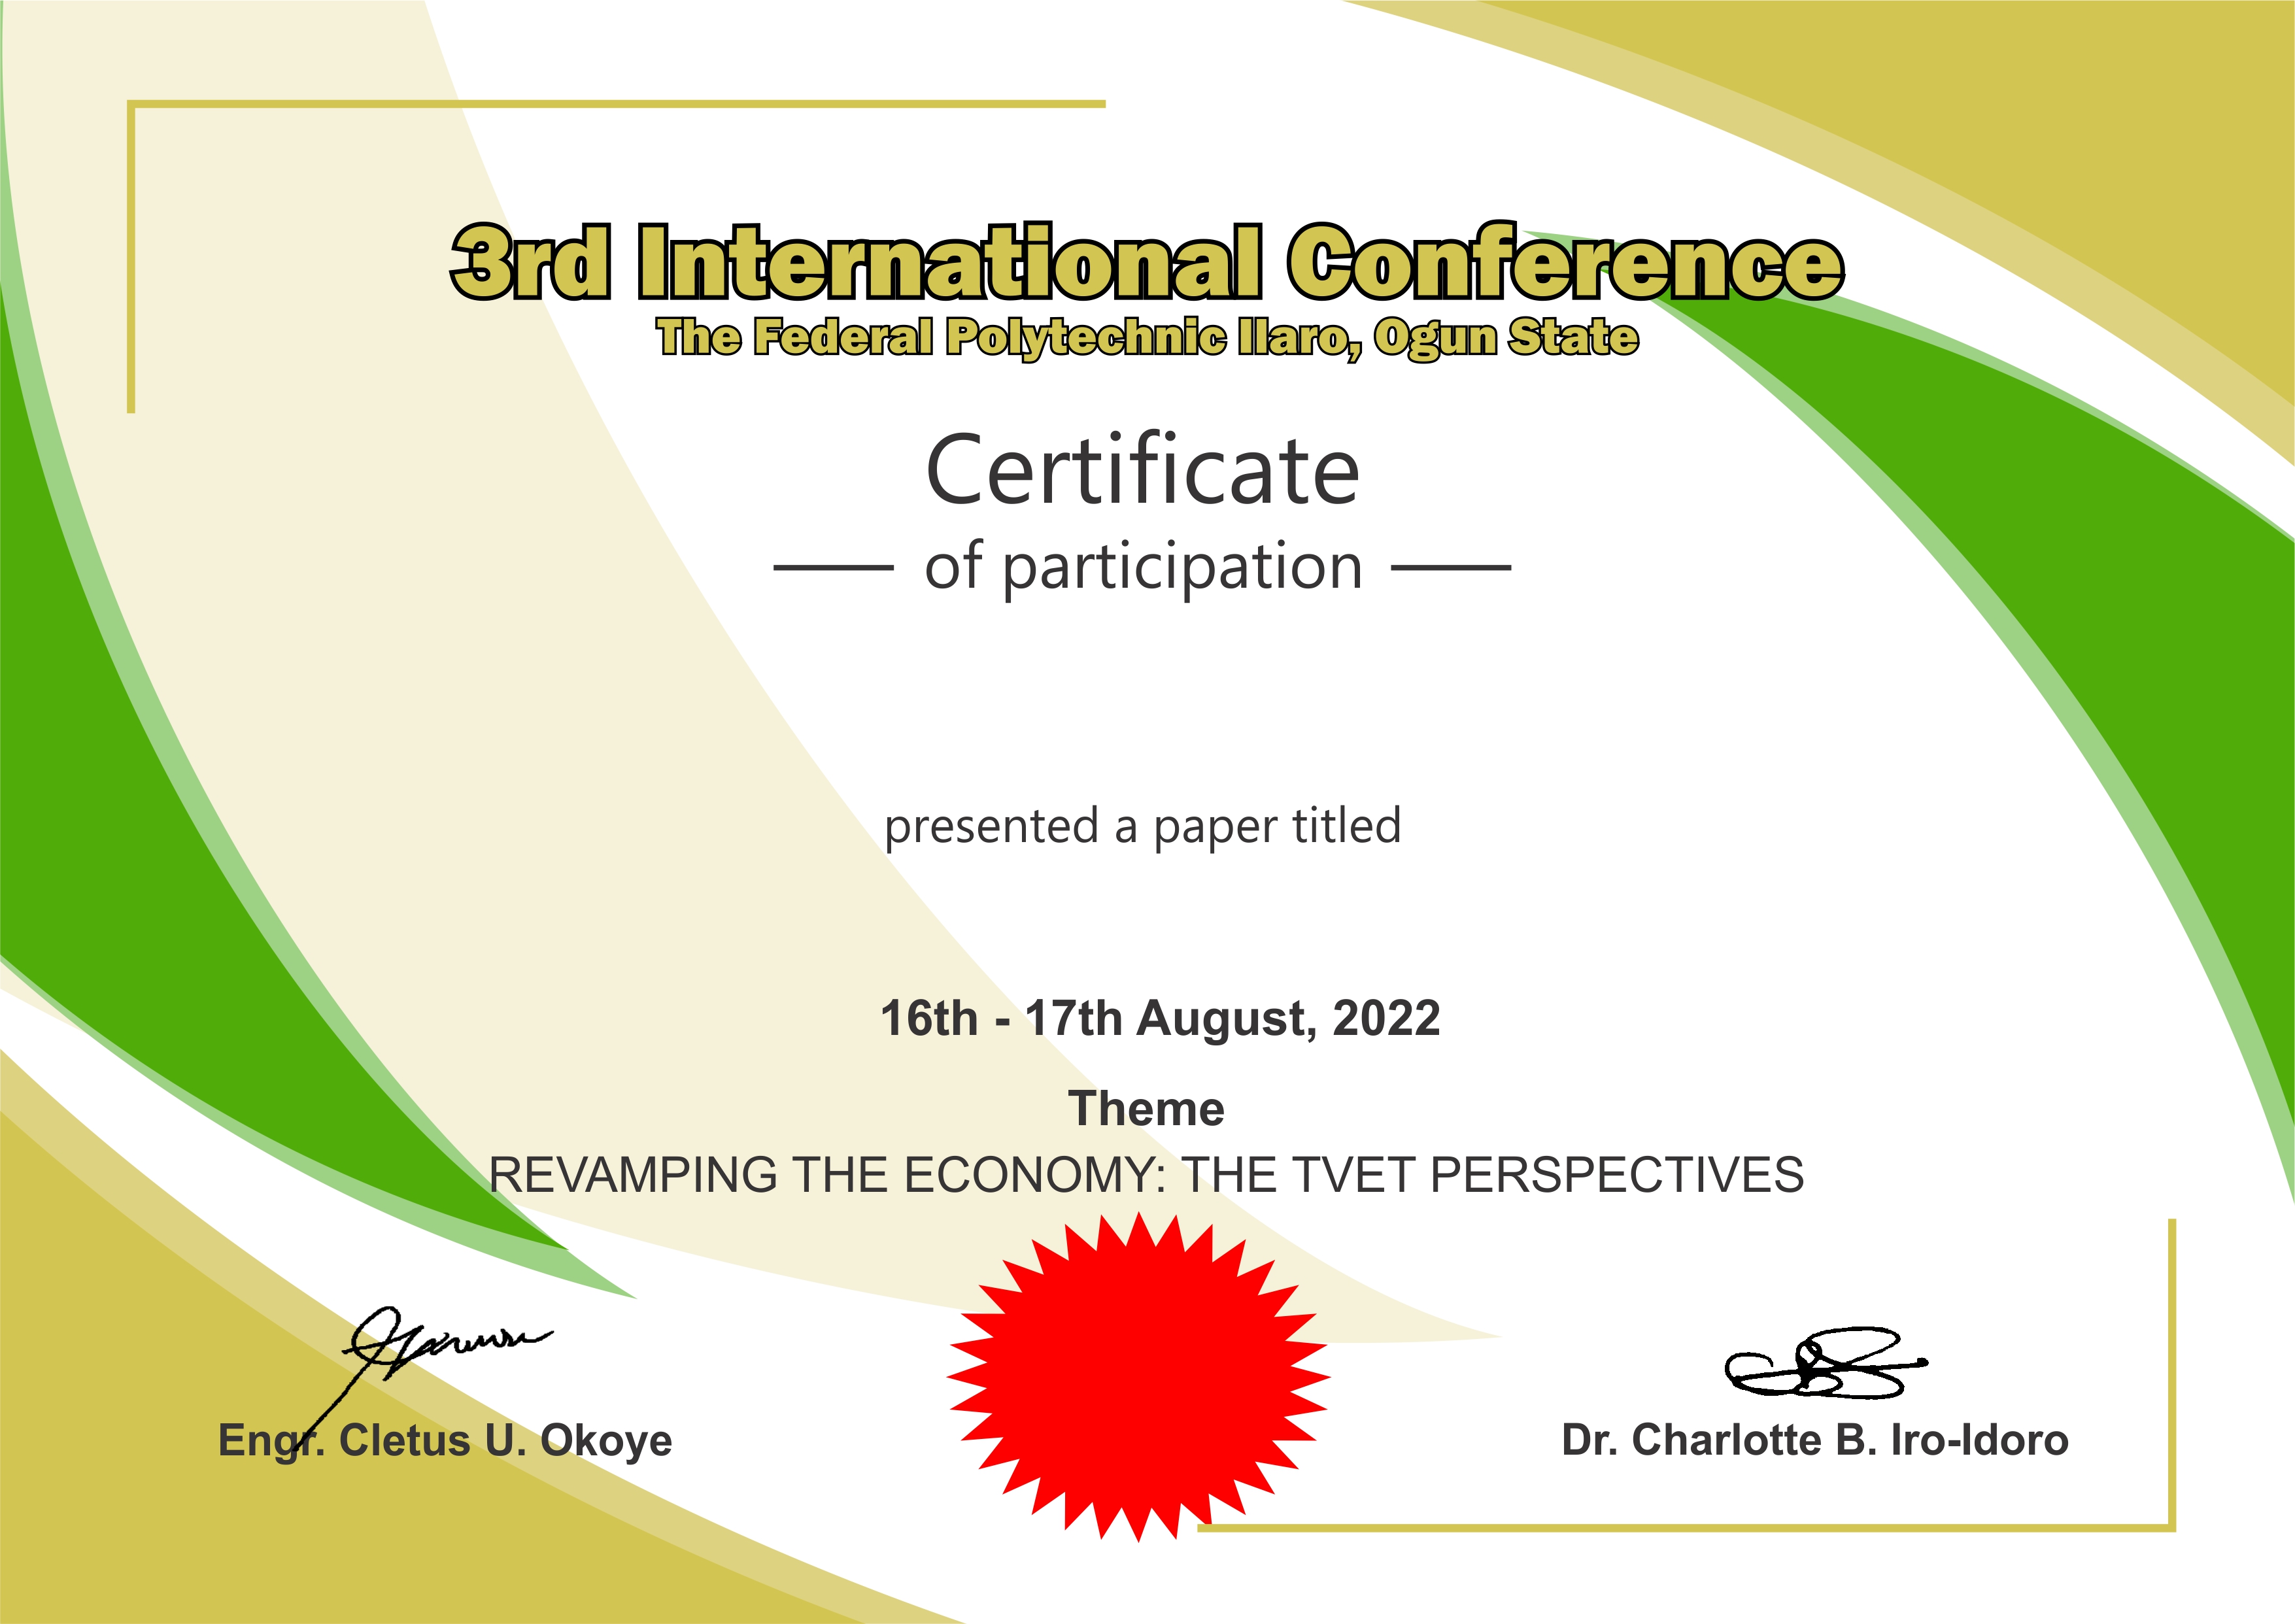 3rd International Conference
The Federal Polytechnic Ilaro, Ogun State
Certificate
of participation
presented a paper titled
16th - 17th August, 2022
Theme
REVAMPING THE ECONOMY: THE TVET PERSPECTIVES
Engr. Cletus U. Okoye
Dr. Charlotte B. Iro-Idoro